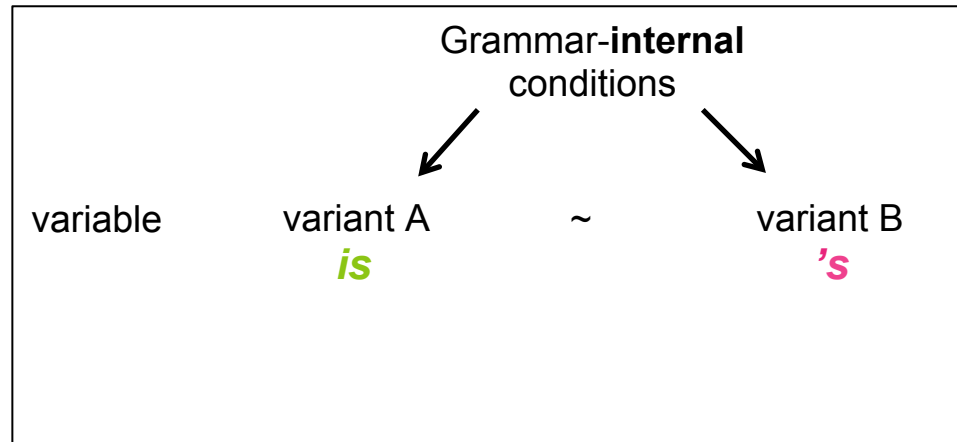 Grammar-internal
conditions
variable variant A ~ variant B
is ’s